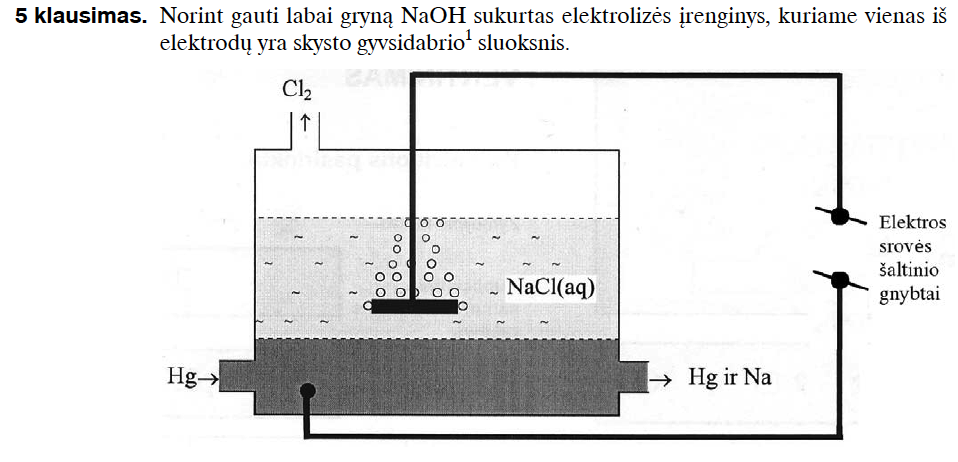 5 klausimas. Norint gauti labai gryną NaOH sukurtas elektrolizės įrenginys, kuriame vienas iš
elektrodų yra skysto gyvsidabrio¹ sluoksnis.
Cl₂
↑
Elektros
srovės
šaltinio
gnybtai
NaCl(aq)
Hg→
→ Hg ir Na